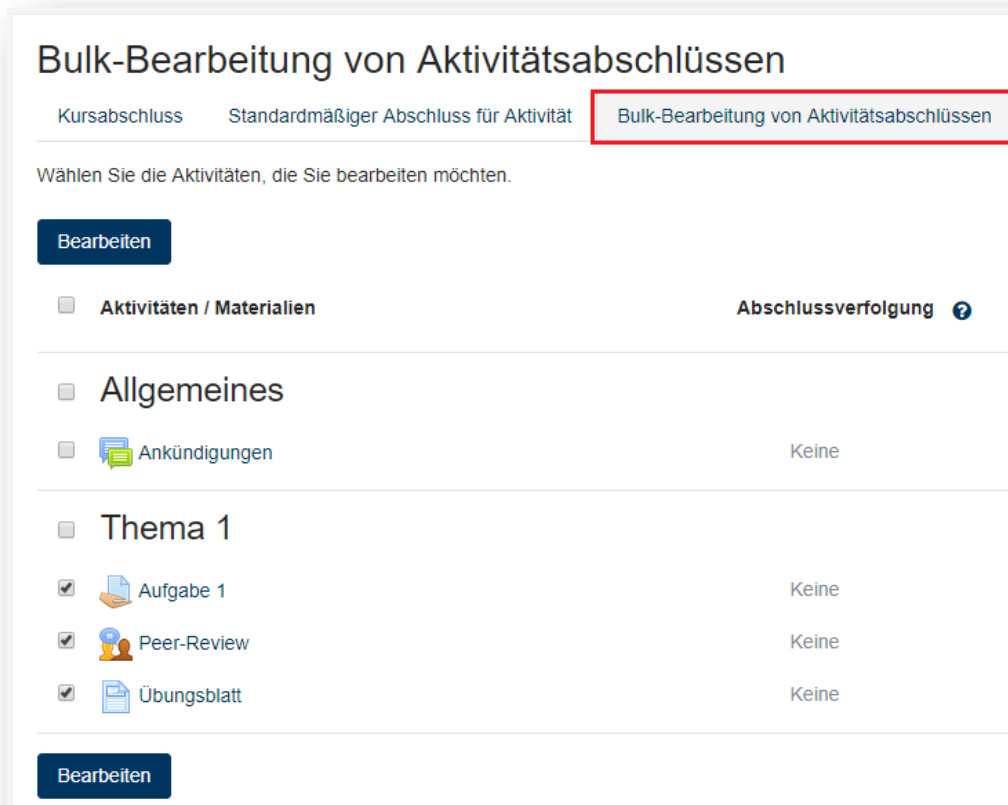 Bulk-Bearbeitung von Aktivitätsabschlüssen
Kursabschluss Standardmäßiger Abschluss für Aktivität Bulk-Bearbeitung von Aktivitätsabschlüssen
Wählen Sie die Aktivitäten, die Sie bearbeiten möchten.
Bearbeiten
Aktivitäten / Materialien Abschlussverfolgung ?
Allgemeines
Ankündigungen Keine
Thema 1
Aufgabe 1 Keine
Peer-Review Keine
Übungsblatt Keine
Bearbeiten